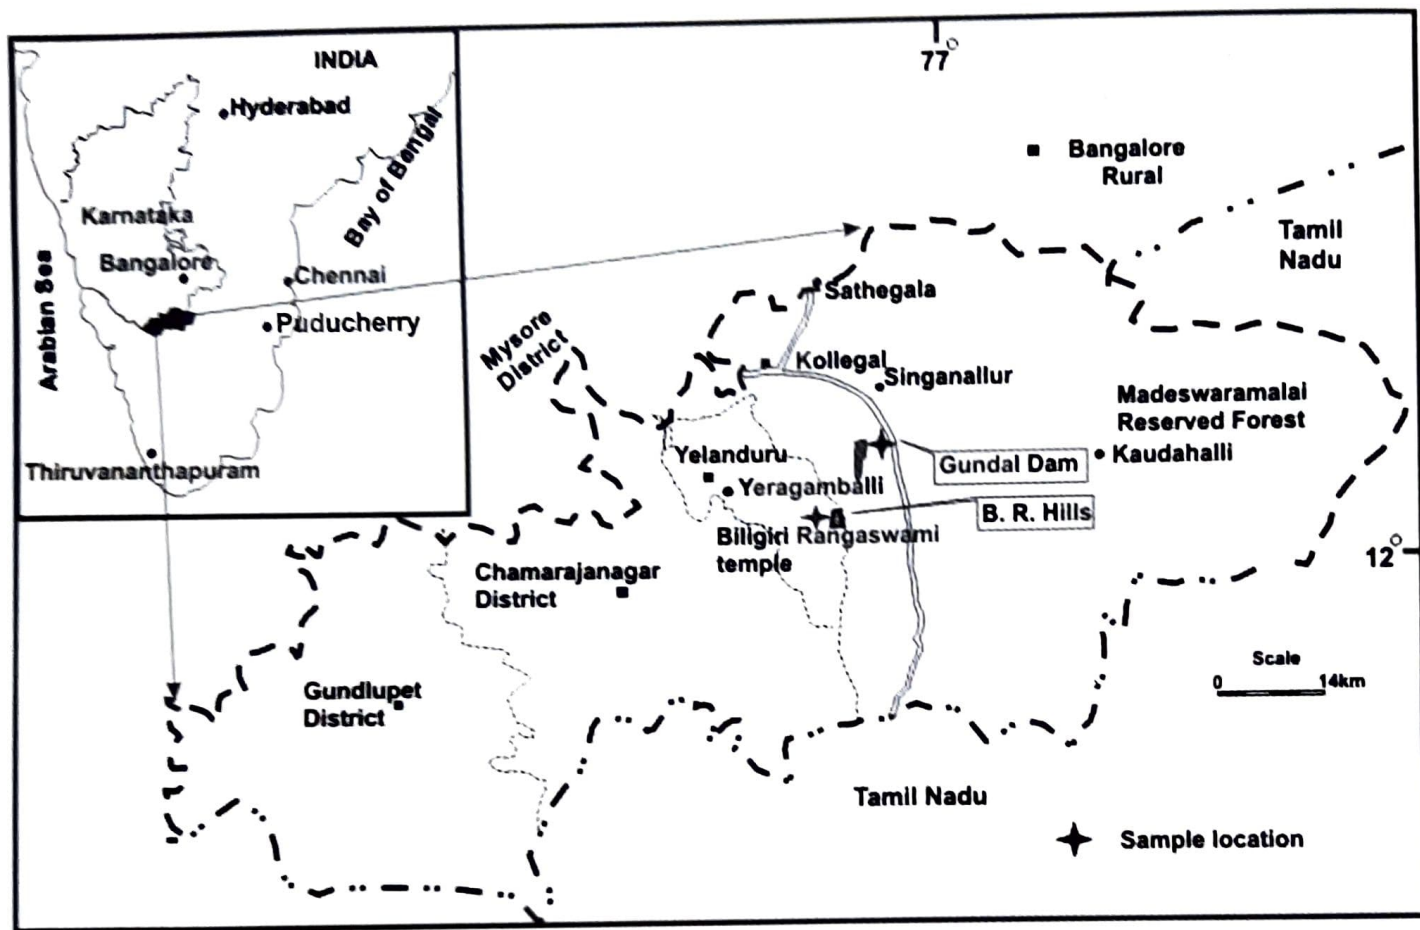 INDIA
Hyderabad
Bay of Bengal
Karnataka
Bangalore
Chennai
Arabian Sea
Puducherry
Thiruvananthapuram
77°
Bangalore
Rural
Tamil
Nadu
Sathegala
Mysore
District
Kollegal
Singanallur
Madeswaramalai
Reserved Forest
Kaudahalli
Yelanduru
Gundal Dam
Yeragamballi
B. R. Hills
Biligiri Rangaswami
temple
12°
Chamarajanagar
District
Scale
0 14km
Gundlupet
District
Tamil Nadu
Sample location